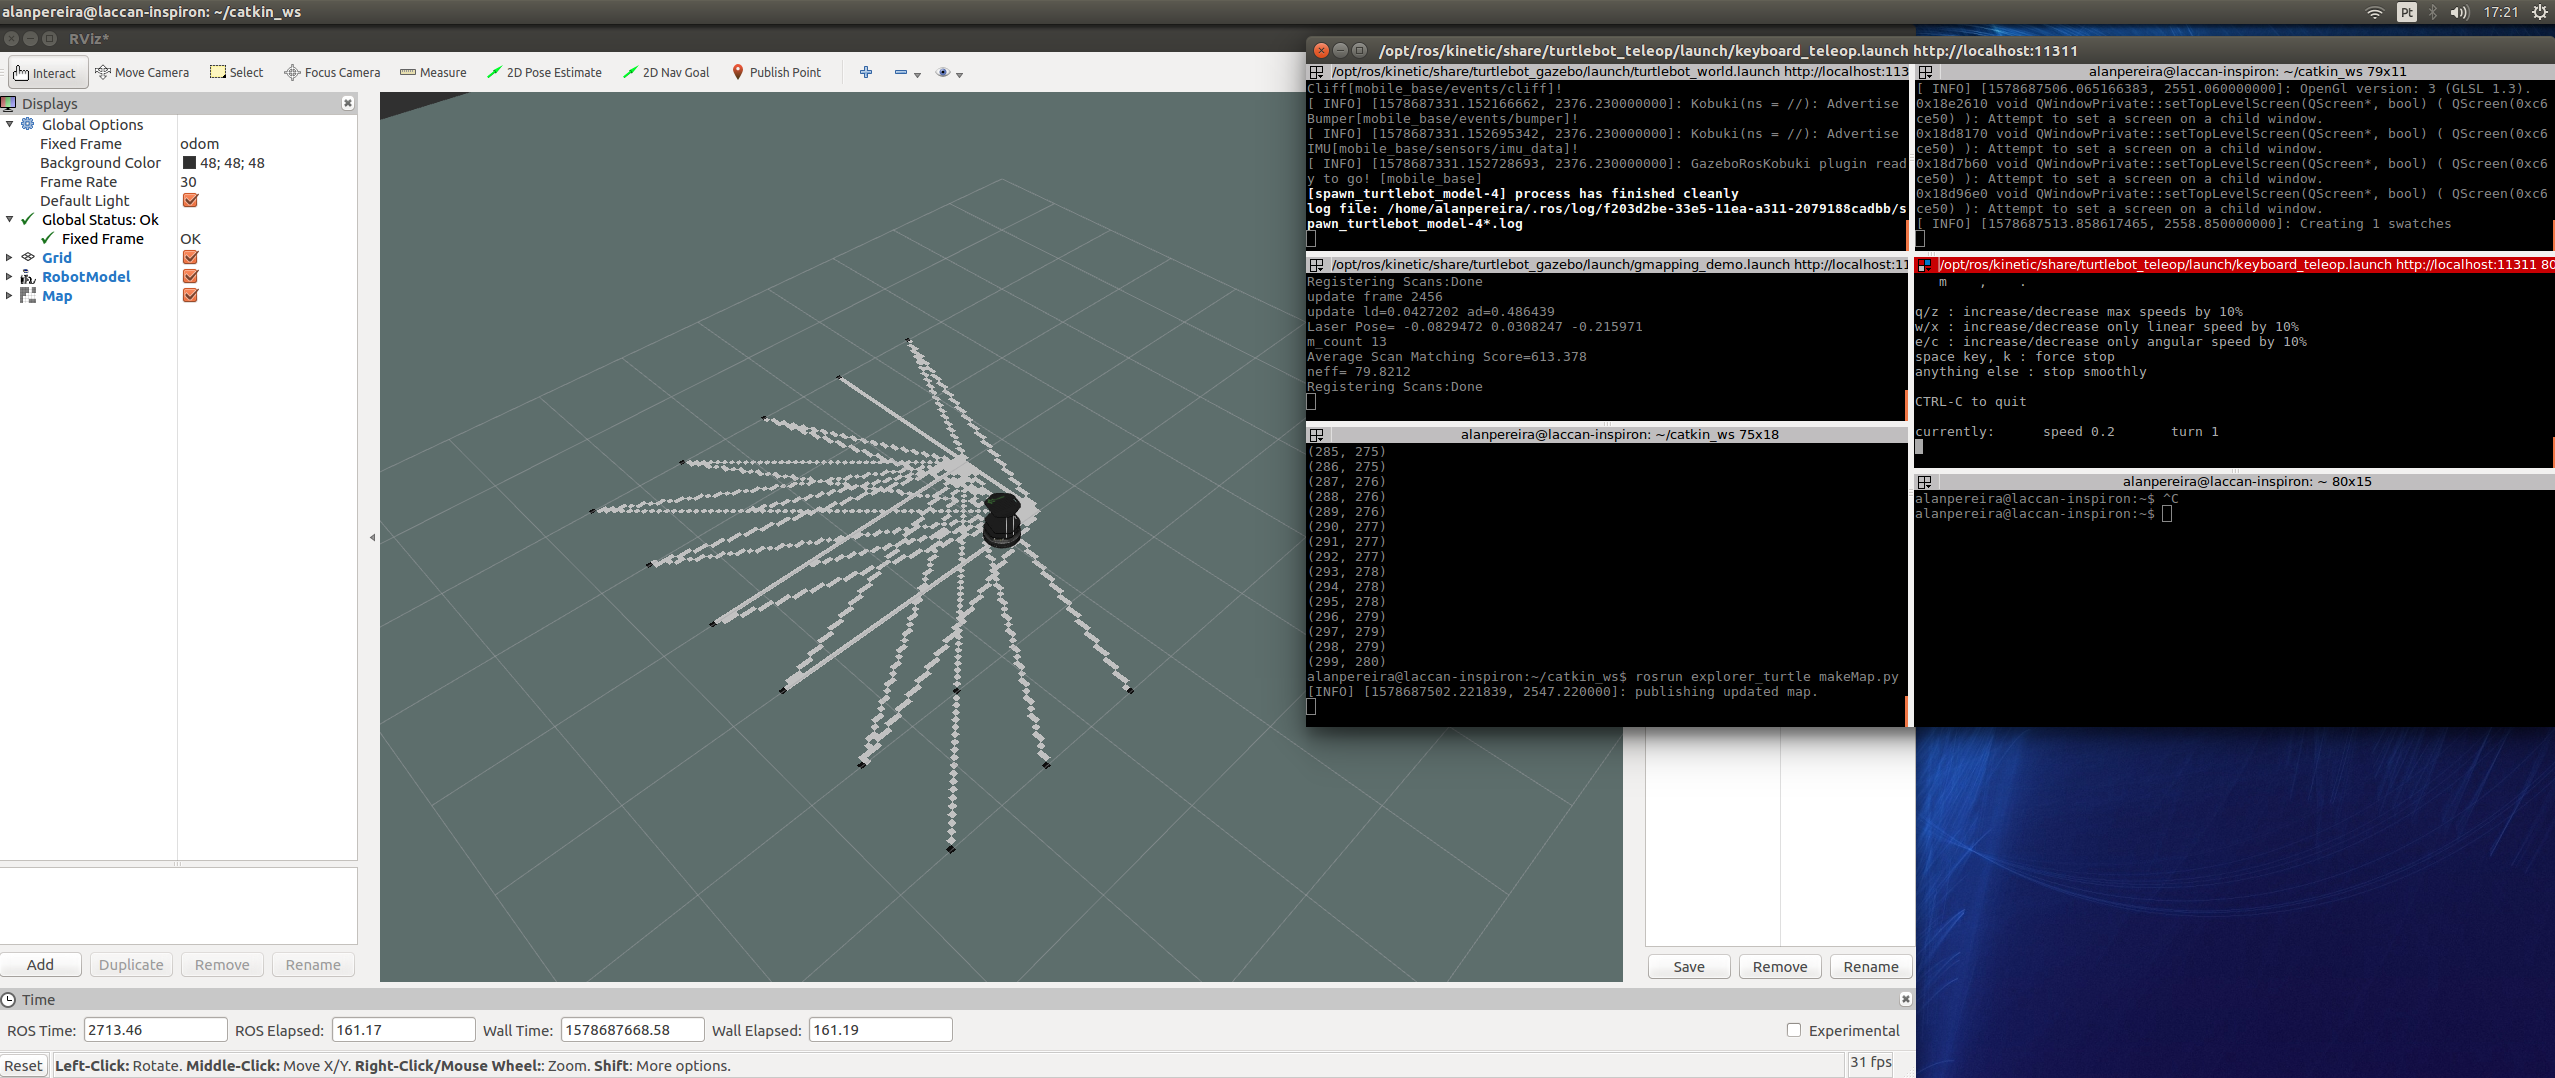 alanpereira@laccan-inspiron: ~/catkin_ws
Pt
17:21
RViz*
Interact
Move Camera
Select
Focus Camera
Measure
2D Pose Estimate
2D Nav Goal
Publish Point
Displays
Global Options
Fixed Frame odom
Background Color 48; 48; 48
Frame Rate 30
Default Light
Global Status: Ok
Fixed Frame OK
Grid
RobotModel
Map
Add
Duplicate
Remove
Rename
/opt/ros/kinetic/share/turtlebot_teleop/launch/keyboard_teleop.launch http://localhost:11311
/opt/ros/kinetic/share/turtlebot_gazebo/launch/turtlebot_world.launch http://localhost:113
Cliff[mobile_base/events/cliff]!
[ INFO] [1578687331.152166662, 2376.230000000]: Kobuki(ns = //): Advertise
Bumper[mobile_base/events/bumper]!
[ INFO] [1578687331.152695342, 2376.230000000]: Kobuki(ns = //): Advertise
IMU[mobile_base/sensors/imu_data]!
[ INFO] [1578687331.152728693, 2376.230000000]: GazeboRosKobuki plugin read
y to go! [mobile_base]
[spawn_turtlebot_model-4] process has finished cleanly
log file: /home/alanpereira/.ros/log/f203d2be-33e5-11ea-a311-2079188cadbb/s
pawn_turtlebot_model-4*.log
/opt/ros/kinetic/share/turtlebot_gazebo/launch/gmapping_demo.launch http://localhost:11
Registering Scans:Done
update frame 2456
update ld=0.0427202 ad=0.486439
Laser Pose= -0.0829472 0.0308247 -0.215971
m_count 13
Average Scan Matching Score=613.378
neff= 79.8212
Registering Scans:Done
alanpereira@laccan-inspiron: ~/catkin_ws 75x18
(285, 275)
(286, 275)
(287, 276)
(288, 276)
(289, 276)
(290, 277)
(291, 277)
(292, 277)
(293, 278)
(294, 278)
(295, 278)
(296, 279)
(297, 279)
(298, 279)
(299, 280)
alanpereira@laccan-inspiron:~/catkin_ws$ rosrun explorer_turtle makeMap.py
[INFO] [1578687502.221839, 2547.220000]: publishing updated map.
alanpereira@laccan-inspiron: ~/catkin_ws 79x11
[ INFO] [1578687506.065166383, 2551.060000000]: OpenGl version: 3 (GLSL 1.3).
0x18e2610 void QWindowPrivate::setTopLevelScreen(QScreen*, bool) ( QScreen(0xc6
ce50) ): Attempt to set a screen on a child window.
0x18d8170 void QWindowPrivate::setTopLevelScreen(QScreen*, bool) ( QScreen(0xc6
ce50) ): Attempt to set a screen on a child window.
0x18d7b60 void QWindowPrivate::setTopLevelScreen(QScreen*, bool) ( QScreen(0xc6
ce50) ): Attempt to set a screen on a child window.
0x18d96e0 void QWindowPrivate::setTopLevelScreen(QScreen*, bool) ( QScreen(0xc6
ce50) ): Attempt to set a screen on a child window.
[ INFO] [1578687513.858617465, 2558.850000000]: Creating 1 swatches
/opt/ros/kinetic/share/turtlebot_teleop/launch/keyboard_teleop.launch http://localhost:11311 80
m , .
q/z : increase/decrease max speeds by 10%
w/x : increase/decrease only linear speed by 10%
e/c : increase/decrease only angular speed by 10%
space key, k : force stop
anything else : stop smoothly
CTRL-C to quit
currently: speed 0.2 turn 1
alanpereira@laccan-inspiron: ~ 80x15
alanpereira@laccan-inspiron:~$ ^C
alanpereira@laccan-inspiron:~$
Save
Remove
Rename
Time
ROS Time: 2713.46 ROS Elapsed: 161.17 Wall Time: 1578687668.58 Wall Elapsed: 161.19 Experimental
Reset Left-Click: Rotate. Middle-Click: Move X/Y. Right-Click/Mouse Wheel:: Zoom. Shift: More options. 31 fps